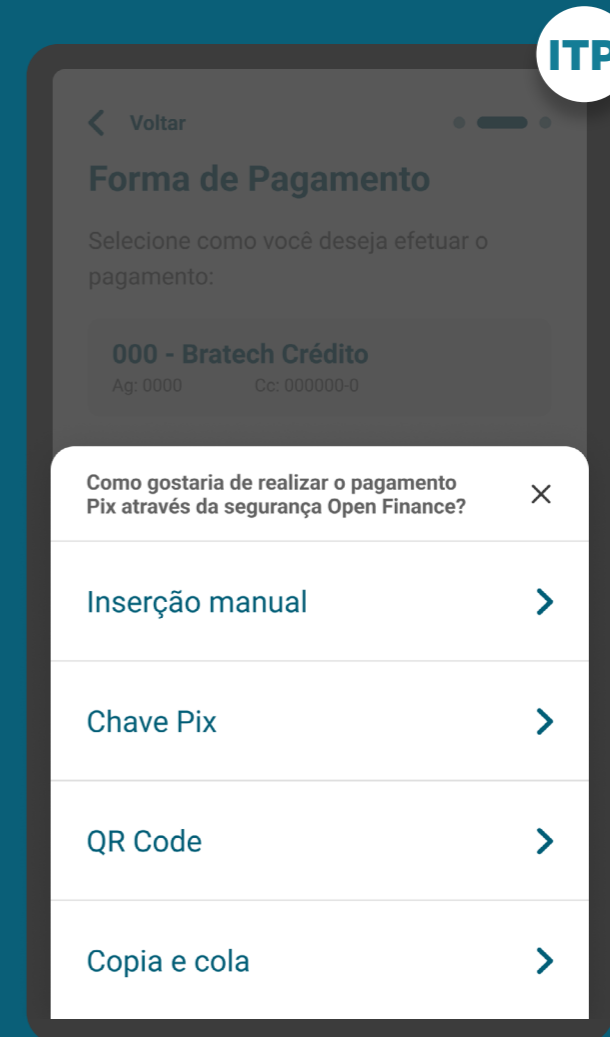 ITP
Voltar
Forma de Pagamento
Selecione como você deseja efetuar o
pagamento:
000 - Bratech Crédito
Ag: 0000 Cc: 000000-0
Como gostaria de realizar o pagamento
Pix através da segurança Open Finance?
Inserção manual
Chave Pix
QR Code
Copia e cola